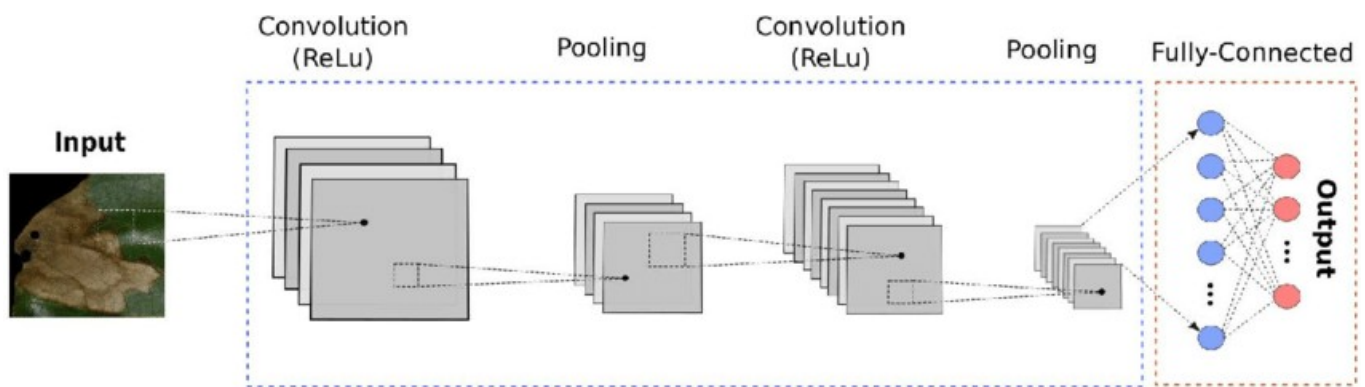 Convolution
(ReLu)
Pooling
Convolution
(ReLu)
Pooling
Fully-Connected
Input
Output
...
...